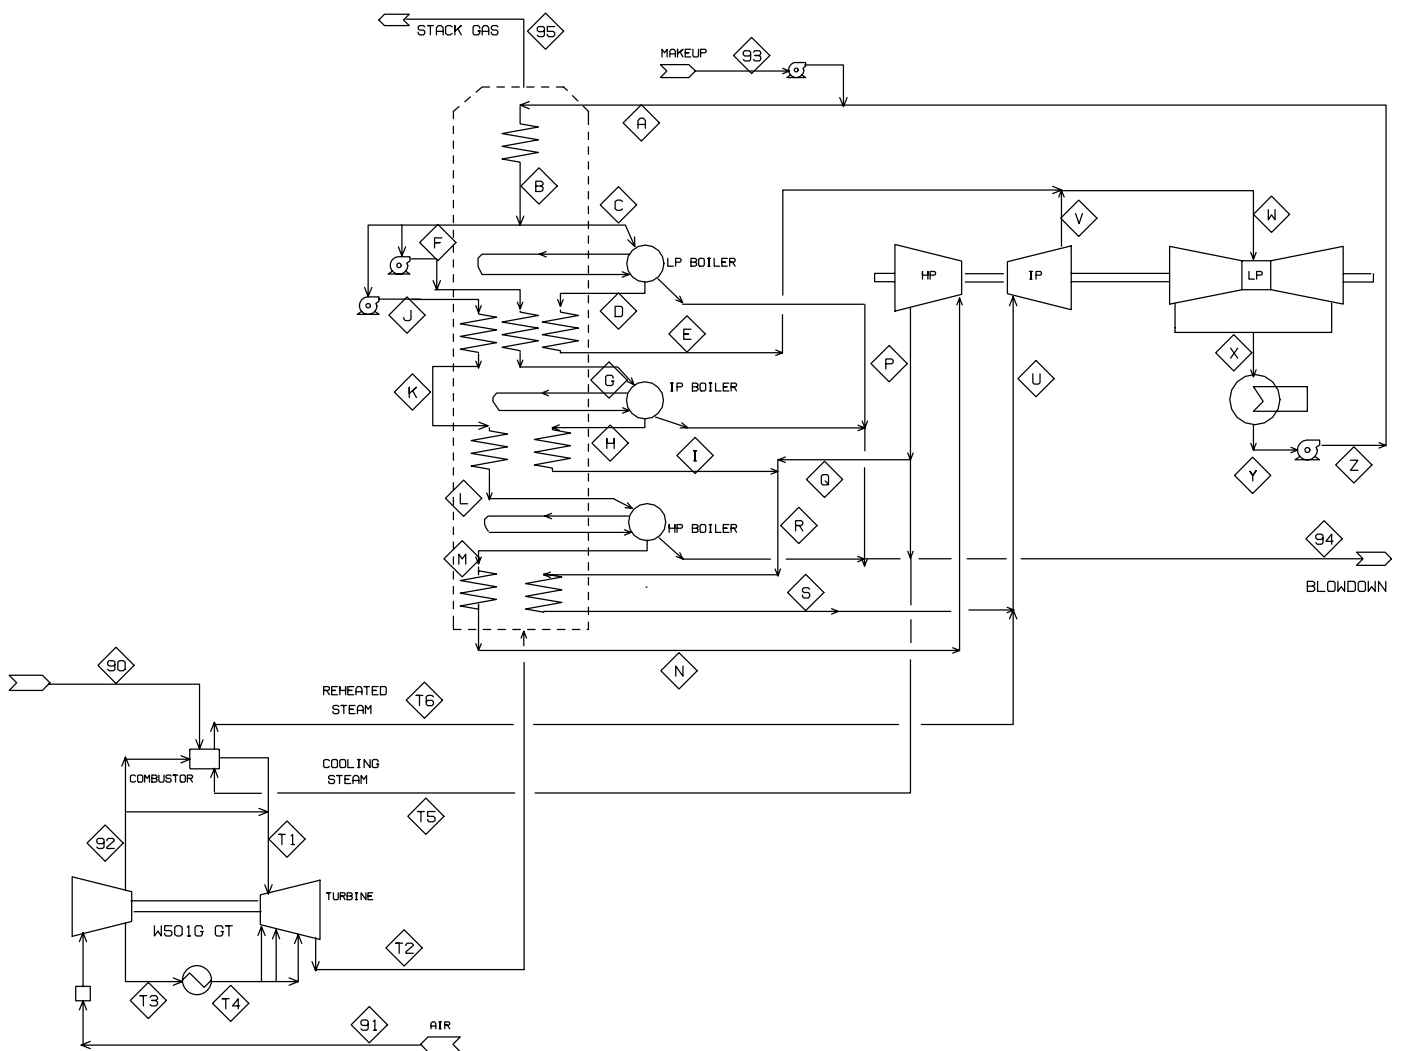 STACK GAS
95
MAKEUP
93
A
B
C
F
V
W
LP BOILER
HP
IP
LP
J
D
E
P
X
K
G
IP BOILER
U
H
I
Q
Y
Z
L
R
HP BOILER
M
94
S
BLOWDOWN
N
90
REHEATED
STEAM
T6
COMBUSTOR
COOLING
STEAM
T5
92
T1
TURBINE
W501G GT
T2
T3
T4
91
AIR